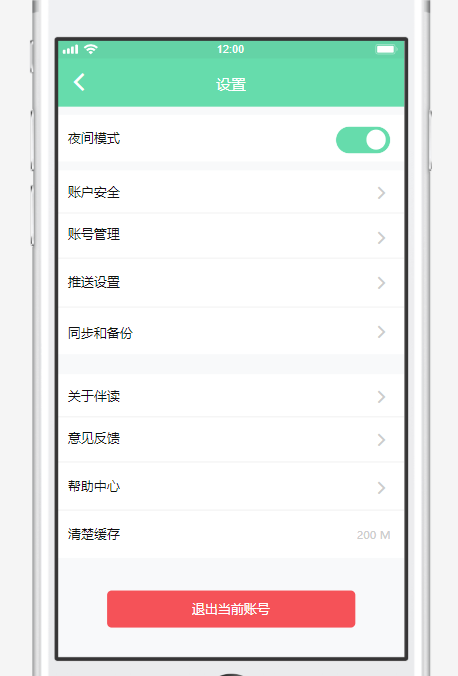 12:00
设置
夜间模式
账户安全
账号管理
推送设置
同步和备份
关于伴读
意见反馈
帮助中心
清楚缓存 200 M
退出当前账号